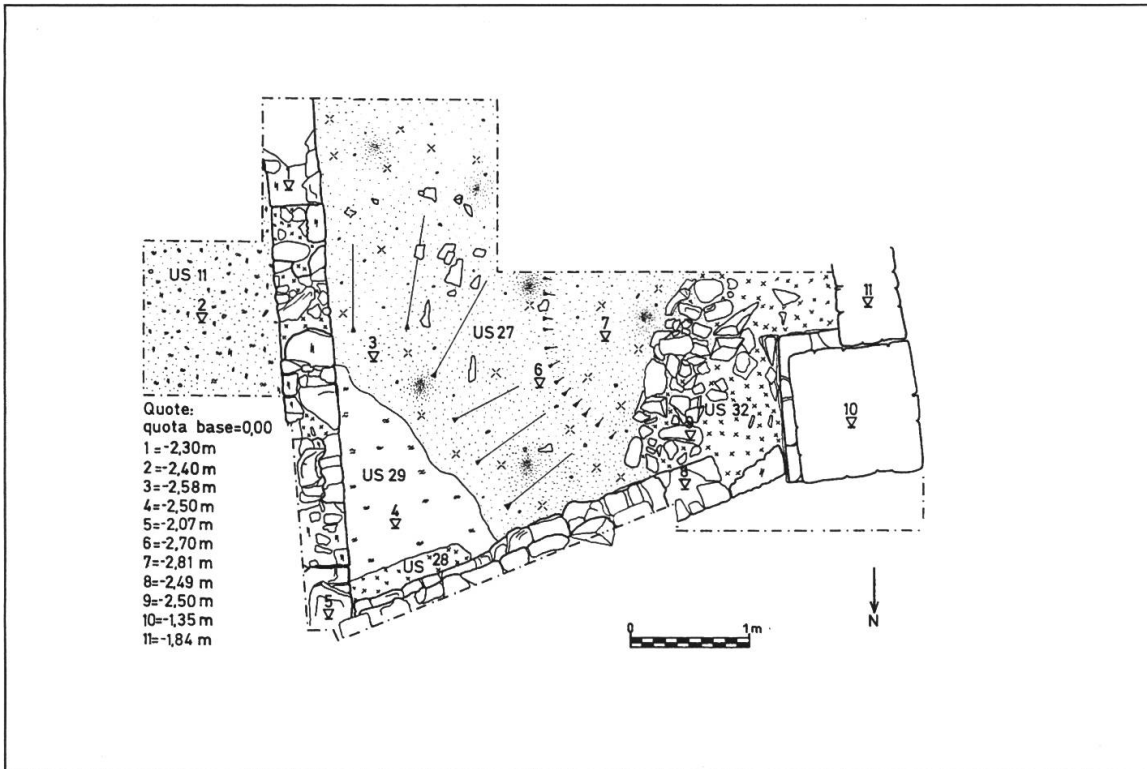 US 11
2
3
US 27
7
6
11
10
US 32
9
8
US 29
4
US 28
5
Quote:
quota base=0,00
1 =-2,30 m
2 =-2,40 m
3 =-2,58 m
4 =-2,50 m
5 =-2,07 m
6 =-2,70 m
7 =-2,81 m
8 =-2,49 m
9 =-2,50 m
10 =-1,35 m
11=-1,84 m
0 1m
N